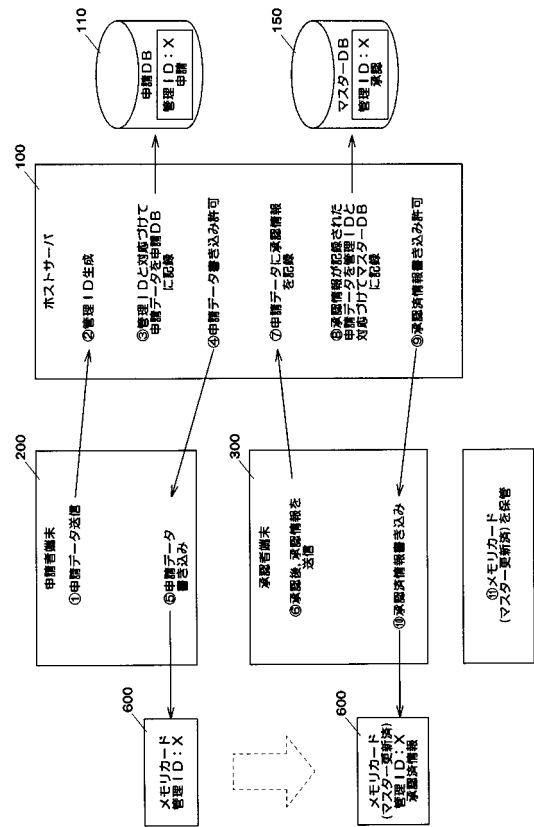 100
ホストサーバ
②管理ID生成
③管理IDと対応づけて
申請データを申請DB
に記録
④申請データ書き込み許可
⑦申請データに承認情報
を記録
⑧承認情報が記録された
申請データを管理IDと
対応づけてマスターDB
に記録
⑨承認済情報書き込み許可
110
申請DB
管理ID:X
申請
150
マスターDB
管理ID:X
承認
200
申請者端末
①申請データ送信
⑤申請データ
書き込み
300
承認者端末
⑥承認後、承認情報を
送信
⑩承認済情報書き込み
600
メモリカード
管理ID:X
600
メモリカード
(マスター更新済)
管理ID:X
承認済情報
⑪メモリカード
(マスター更新済)を保管